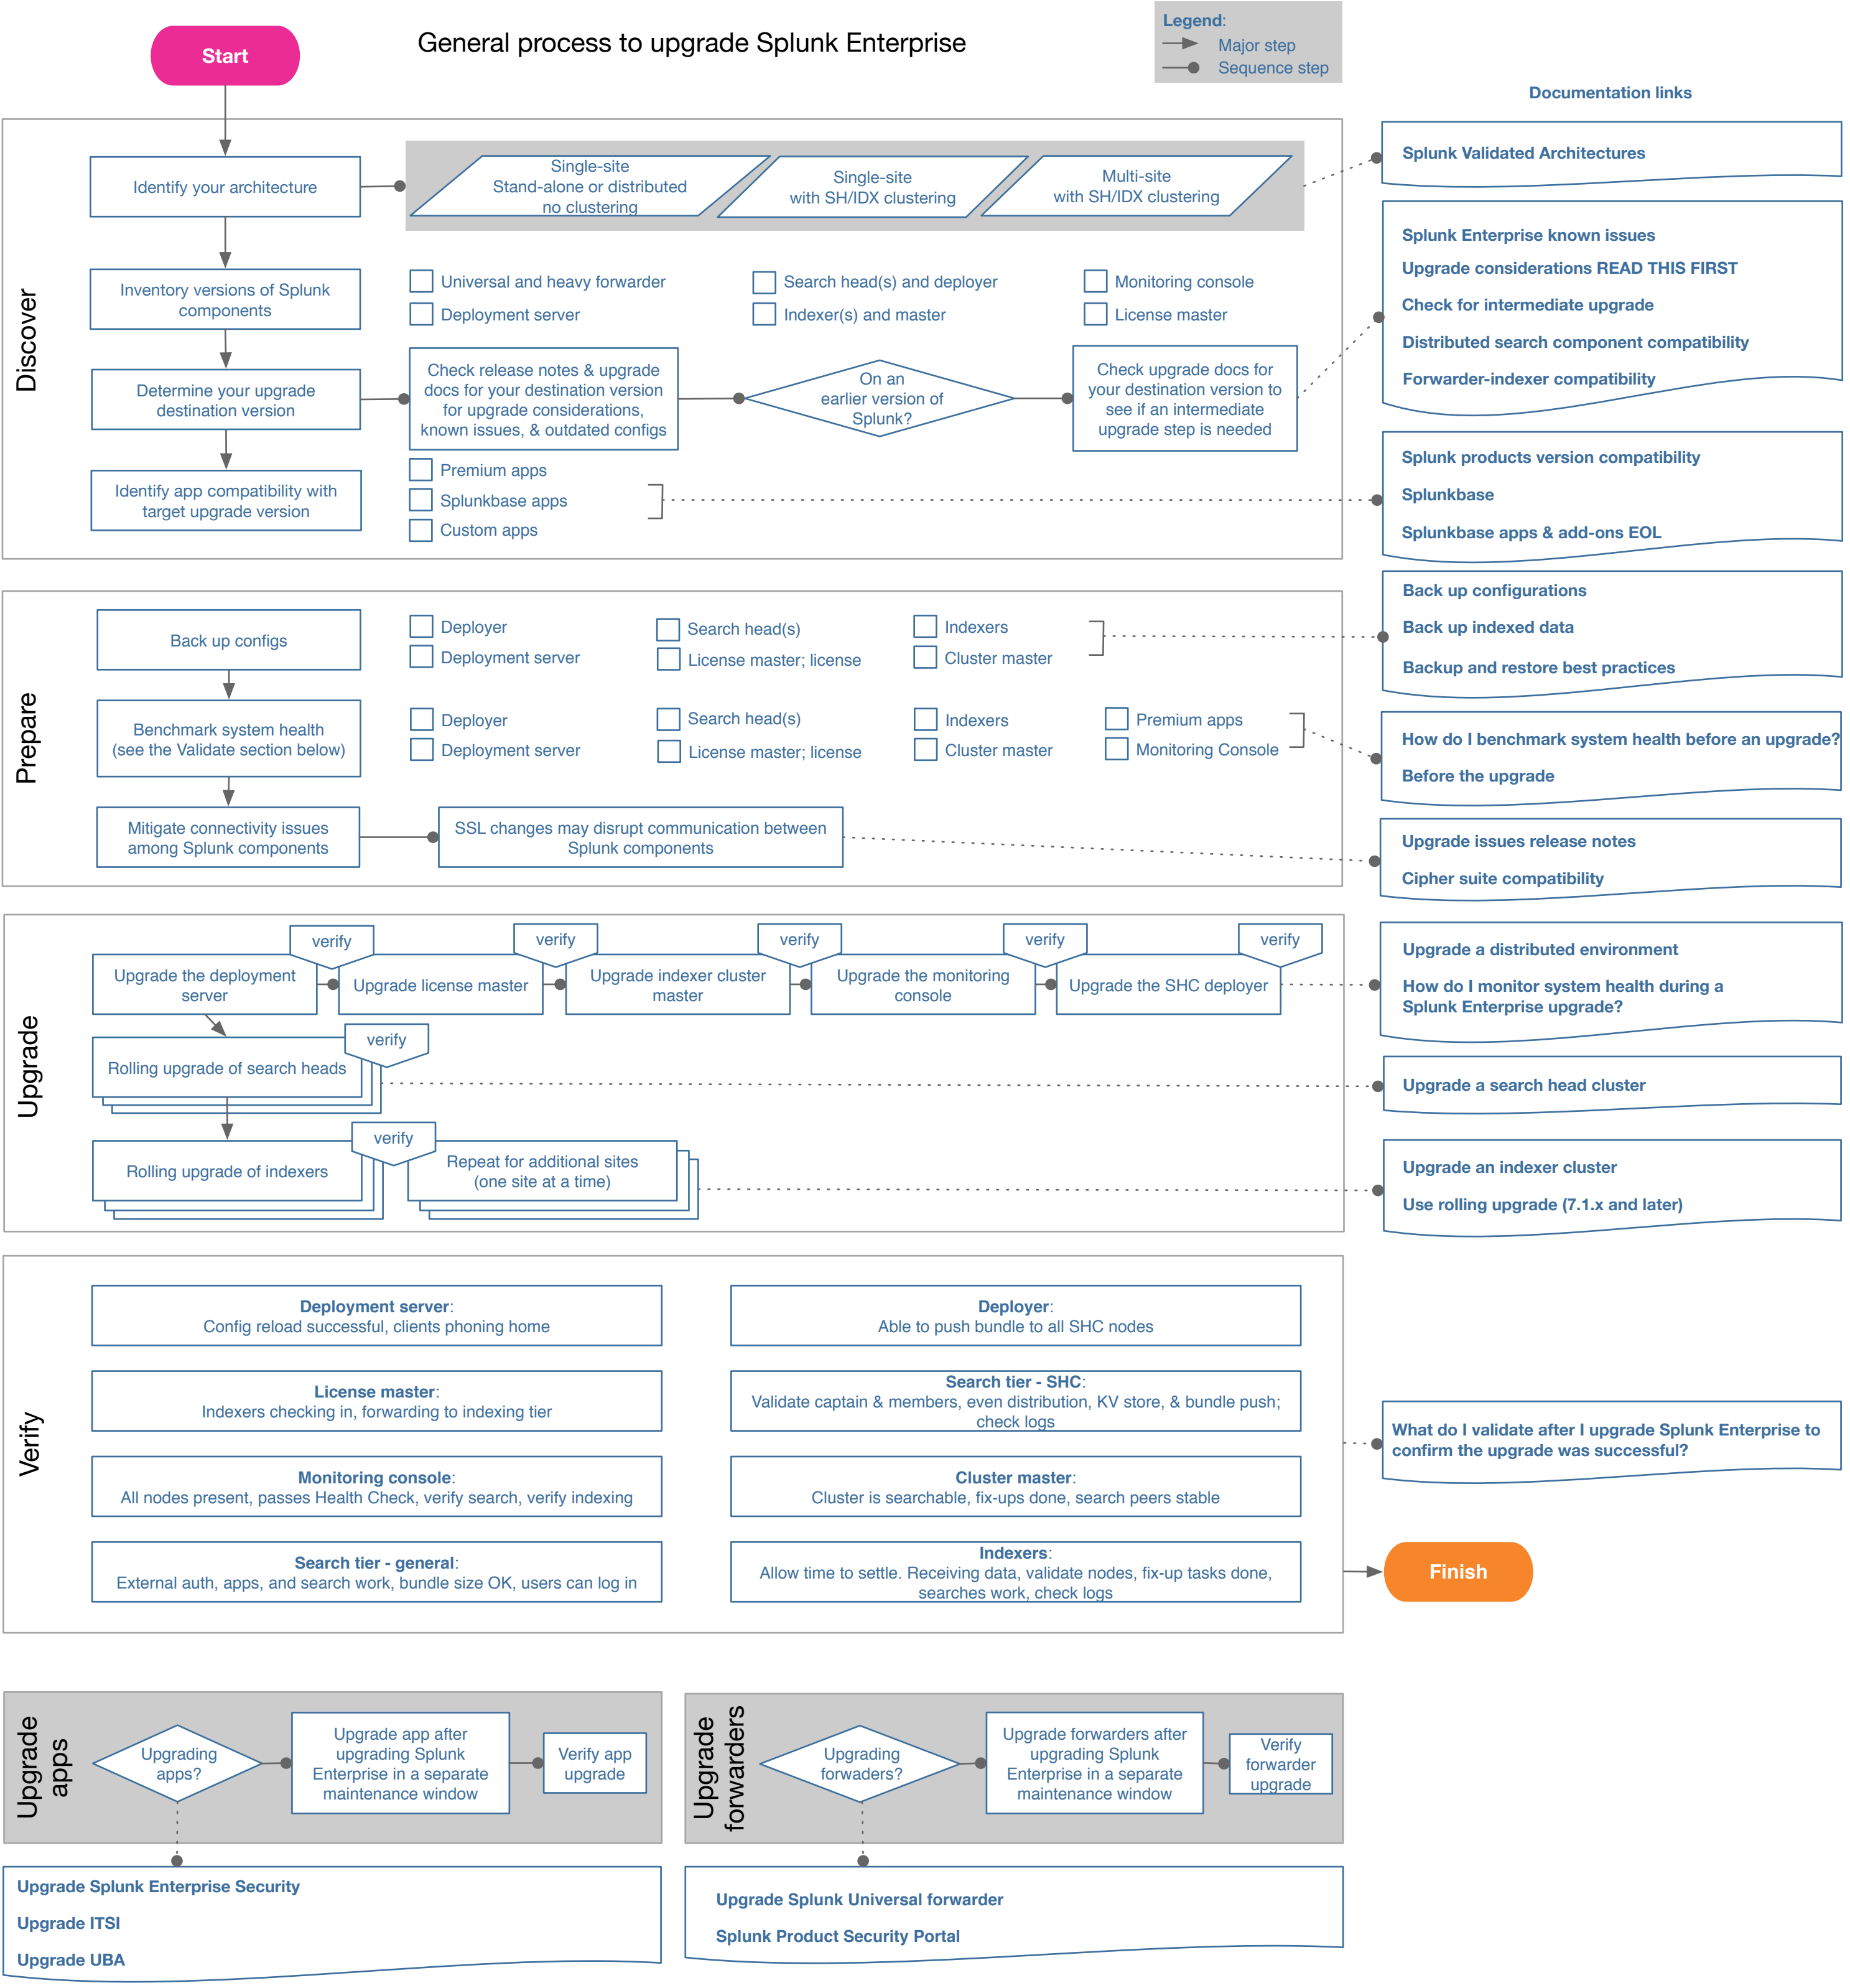 General process to upgrade Splunk Enterprise
Legend:
Major step
Sequence step
Start
Documentation links
Discover
Identify your architecture
Single-site
Stand-alone or distributed
no clustering
Single-site
with SH/IDX clustering
Multi-site
with SH/IDX clustering
Splunk Validated Architectures
Inventory versions of Splunk
components
Universal and heavy forwarder
Search head(s) and deployer
Monitoring console
Deployment server
Indexer(s) and master
License master
Determine your upgrade
destination version
Check release notes & upgrade
docs for your destination version
for upgrade considerations,
known issues, & outdated configs
On an
earlier version of
Splunk?
Check upgrade docs for
your destination version to
see if an intermediate
upgrade step is needed
Splunk Enterprise known issues
Upgrade considerations READ THIS FIRST
Check for intermediate upgrade
Distributed search component compatibility
Forwarder-indexer compatibility
Identify app compatibility with
target upgrade version
Premium apps
Splunkbase apps
Custom apps
Splunk products version compatibility
Splunkbase
Splunkbase apps & add-ons EOL
Prepare
Back up configs
Deployer
Search head(s)
Indexers
Deployment server
License master; license
Cluster master
Back up configurations
Back up indexed data
Backup and restore best practices
Benchmark system health
(see the Validate section below)
Deployer
Search head(s)
Indexers
Premium apps
Deployment server
License master; license
Cluster master
Monitoring Console
How do I benchmark system health before an upgrade?
Before the upgrade
Mitigate connectivity issues
among Splunk components
SSL changes may disrupt communication between
Splunk components
Upgrade issues release notes
Cipher suite compatibility
Upgrade
verify
verify
verify
verify
verify
Upgrade the deployment
server
Upgrade license master
Upgrade indexer cluster
master
Upgrade the monitoring
console
Upgrade the SHC deployer
Upgrade a distributed environment
How do I monitor system health during a
Splunk Enterprise upgrade?
verify
Rolling upgrade of search heads
Upgrade a search head cluster
verify
Rolling upgrade of indexers
Repeat for additional sites
(one site at a time)
Upgrade an indexer cluster
Use rolling upgrade (7.1.x and later)
Verify
Deployment server:
Config reload successful, clients phoning home
Deployer:
Able to push bundle to all SHC nodes
License master:
Indexers checking in, forwarding to indexing tier
Search tier - SHC:
Validate captain & members, even distribution, KV store, & bundle push;
check logs
Monitoring console:
All nodes present, passes Health Check, verify search, verify indexing
Cluster master:
Cluster is searchable, fix-ups done, search peers stable
Search tier - general:
External auth, apps, and search work, bundle size OK, users can log in
Indexers:
Allow time to settle. Receiving data, validate nodes, fix-up tasks done,
searches work, check logs
What do I validate after I upgrade Splunk Enterprise to
confirm the upgrade was successful?
Finish
Upgrade
apps
Upgrading
apps?
Upgrade app after
upgrading Splunk
Enterprise in a separate
maintenance window
Verify app
upgrade
Upgrade Splunk Enterprise Security
Upgrade ITSI
Upgrade UBA
Upgrade
forwarders
Upgrading
forwaders?
Upgrade forwarders after
upgrading Splunk
Enterprise in a separate
maintenance window
Verify
forwarder
upgrade
Upgrade Splunk Universal forwarder
Splunk Product Security Portal